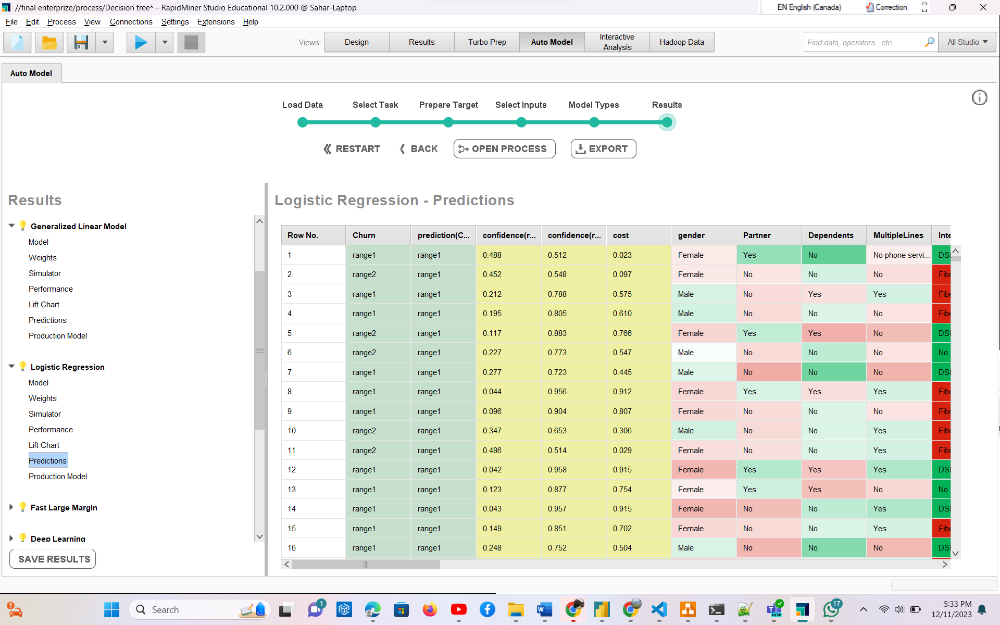 //final enterprize/process/Decision tree* – RapidMiner Studio Educational 10.2.000 @ Sahar-Laptop
EN English (Canada) Correction
File Edit Process View Connections Settings Extensions Help
Views: Design Results Turbo Prep Auto Model Interactive Analysis Hadoop Data
Find data, operators...etc All Studio
Auto Model
Load Data Select Task Prepare Target Select Inputs Model Types Results
RESTART BACK OPEN PROCESS EXPORT
Results
Generalized Linear Model
Model
Weights
Simulator
Performance
Lift Chart
Predictions
Production Model
Logistic Regression
Model
Weights
Simulator
Performance
Lift Chart
Predictions
Production Model
Fast Large Margin
Deep Learning
SAVE RESULTS
Logistic Regression - Predictions
Row No. Churn prediction(C... confidence(r... confidence(r... cost gender Partner Dependents MultipleLines Inte
1 range1 range1 0.488 0.512 0.023 Female Yes No No phone servi... DSI
2 range2 range1 0.452 0.548 0.097 Female No No No Fibe
3 range1 range1 0.212 0.788 0.575 Male No Yes Yes Fibe
4 range1 range1 0.195 0.805 0.610 Male No No No Fibe
5 range2 range1 0.117 0.883 0.766 Female Yes Yes No DSI
6 range2 range1 0.227 0.773 0.547 Male No No No No
7 range1 range1 0.277 0.723 0.445 Male No No No DSI
8 range1 range1 0.044 0.956 0.912 Female Yes Yes Yes Fibe
9 range1 range1 0.096 0.904 0.807 Female No No No Fibe
10 range2 range1 0.347 0.653 0.306 Male No No Yes Fibe
11 range2 range1 0.486 0.514 0.029 Female No No Yes Fibe
12 range1 range1 0.042 0.958 0.915 Female Yes Yes Yes DSI
13 range1 range1 0.123 0.877 0.754 Female Yes Yes No No
14 range1 range1 0.043 0.957 0.915 Female No No Yes DSI
15 range1 range1 0.149 0.851 0.702 Female No No Yes Fibe
16 range1 range1 0.248 0.752 0.504 Male No No No DSI
Search
1
NEW
17
5:33 PM
12/11/2023